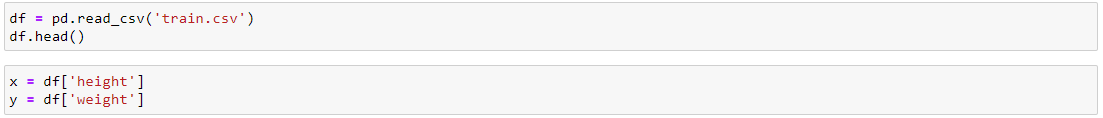 df = pd.read_csv('train.csv')
df.head()
x = df['height']
y = df['weight']